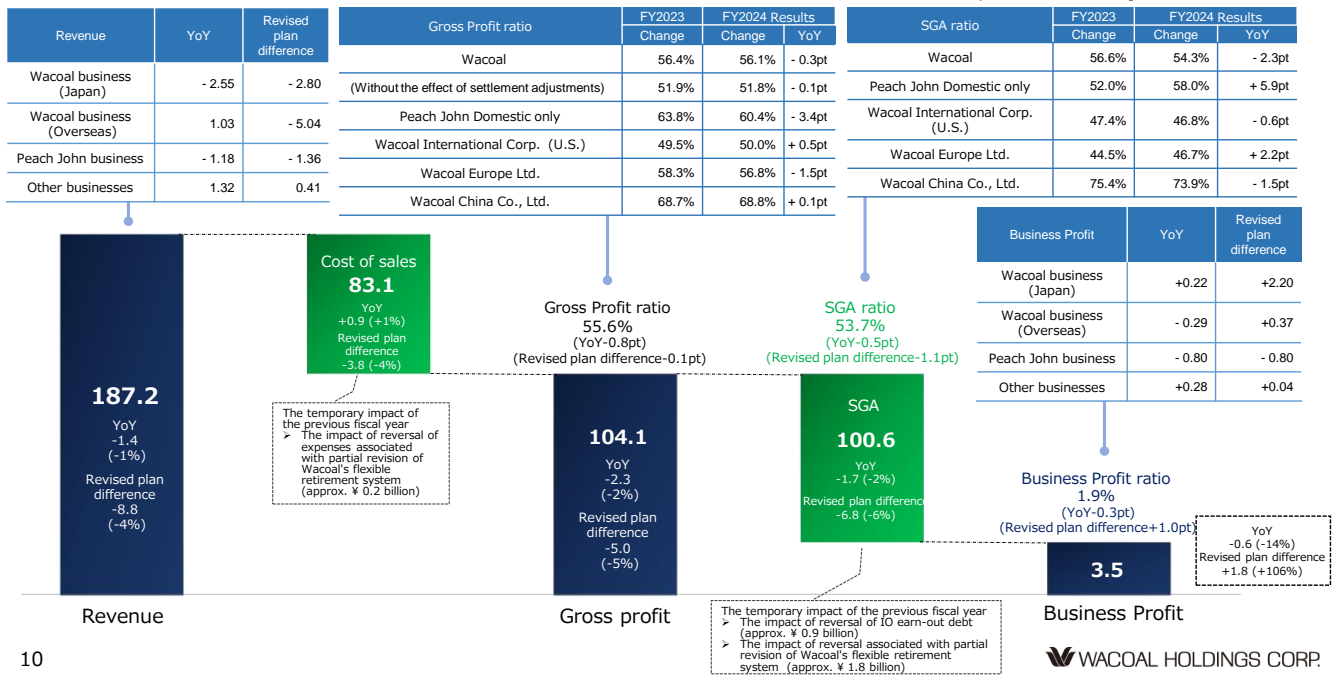 Revenue YoY Revised plan difference
Wacoal business (Japan) - 2.55 - 2.80
Wacoal business (Overseas) 1.03 - 5.04
Peach John business - 1.18 - 1.36
Other businesses 1.32 0.41
Gross Profit ratio FY2023 FY2024 Results
Change Change YoY
Wacoal 56.4% 56.1% - 0.3pt
(Without the effect of settlement adjustments) 51.9% 51.8% - 0.1pt
Peach John Domestic only 63.8% 60.4% - 3.4pt
Wacoal International Corp. (U.S.) 49.5% 50.0% + 0.5pt
Wacoal Europe Ltd. 58.3% 56.8% - 1.5pt
Wacoal China Co., Ltd. 68.7% 68.8% + 0.1pt
SGA ratio FY2023 FY2024 Results
Change Change YoY
Wacoal 56.6% 54.3% - 2.3pt
Peach John Domestic only 52.0% 58.0% + 5.9pt
Wacoal International Corp. (U.S.) 47.4% 46.8% - 0.6pt
Wacoal Europe Ltd. 44.5% 46.7% + 2.2pt
Wacoal China Co., Ltd. 75.4% 73.9% - 1.5pt
Business Profit YoY Revised plan difference
Wacoal business (Japan) +0.22 +2.20
Wacoal business (Overseas) - 0.29 +0.37
Peach John business - 0.80 - 0.80
Other businesses +0.28 +0.04
187.2
YoY
-1.4
(-1%)
Revised plan
difference
-8.8
(-4%)
Revenue
Cost of sales
83.1
YoY
+0.9 (+1%)
Revised plan
difference
-3.8 (-4%)
The temporary impact of
the previous fiscal year
➢ The impact of reversal of
expenses associated
with partial revision of
Wacoal's flexible
retirement system
(approx. ¥ 0.2 billion)
Gross Profit ratio
55.6%
(YoY-0.8pt)
(Revised plan difference-0.1pt)
104.1
YoY
-2.3
(-2%)
Revised plan
difference
-5.0
(-5%)
Gross profit
SGA ratio
53.7%
(YoY-0.5pt)
(Revised plan difference-1.1pt)
SGA
100.6
YoY
-1.7 (-2%)
Revised plan difference
-6.8 (-6%)
The temporary impact of the previous fiscal year
➢ The impact of reversal of IO earn-out debt
(approx. ¥ 0.9 billion)
➢ The impact of reversal associated with partial
revision of Wacoal's flexible retirement
system (approx. ¥ 1.8 billion)
Business Profit ratio
1.9%
(YoY-0.3pt)
(Revised plan difference+1.0pt)
YoY
-0.6 (-14%)
Revised plan difference
+1.8 (+106%)
3.5
Business Profit
10
WACOAL HOLDINGS CORP.